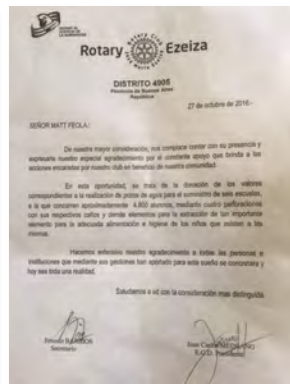 Rotary Ezeiza
DISTRITO 4905
Provincia de Buenos Aires
República
27 de octubre de 2016.-
SEÑOR MATT FEOLA:
De nuestra mayor consideración, nos complace contar con su presencia y
expresarle nuestro especial agradecimiento por el constante apoyo que brinda a las
acciones encaradas por nuestro club en beneficio de nuestra comunidad.
En esta oportunidad, se trata de la donación de los valores
correspondientes a la realización de pozos de agua para el suministro de seis escuelas,
a la que concurren aproximadamente 4.800 alumnos, mediante cuatro perforaciones
con sus respectivos caños y demás elementos para la extracción de tan importante
elemento para la adecuada alimentación e higiene de los niños que asisten a las
mismas.
Hacemos extensivo nuestro agradecimiento a todas las personas e
instituciones que mediante sus gestiones han aportado para este sueño se concretara y
hoy sea toda una realidad.
Saludamos a ud con la consideración mas distinguida.
Secretario
Juan Carlos
Presidente